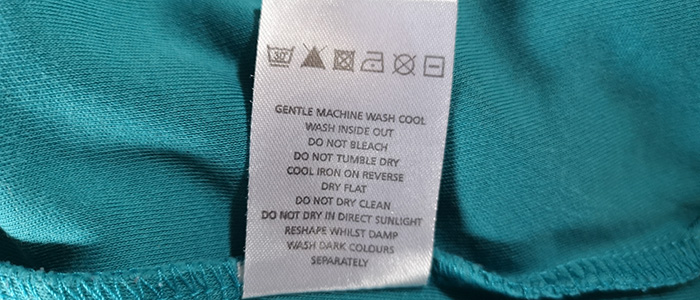 30°
GENTLE MACHINE WASH COOL
WASH INSIDE OUT
DO NOT BLEACH
DO NOT TUMBLE DRY
COOL IRON ON REVERSE
DRY FLAT
DO NOT DRY CLEAN
DO NOT DRY IN DIRECT SUNLIGHT
RESHAPE WHILST DAMP
WASH DARK COLOURS
SEPARATELY